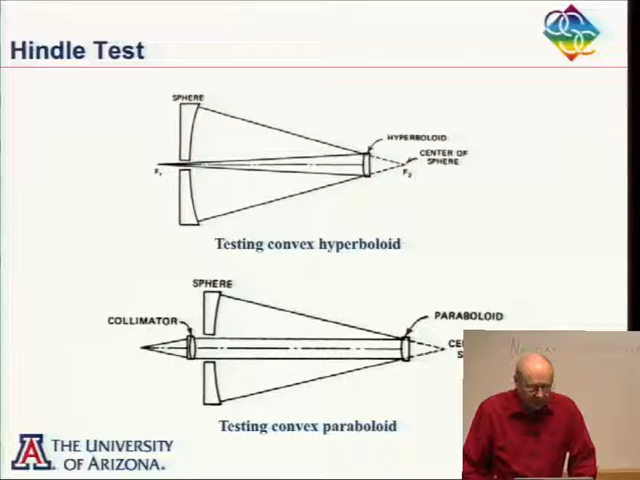 Hindle Test
SPHERE
HYPERBOLOID
CENTER OF
SPHERE
F₁
F₂
Testing convex hyperboloid
SPHERE
COLLIMATOR
PARABOLOID
Testing convex paraboloid
THE UNIVERSITY
OF ARIZONA.